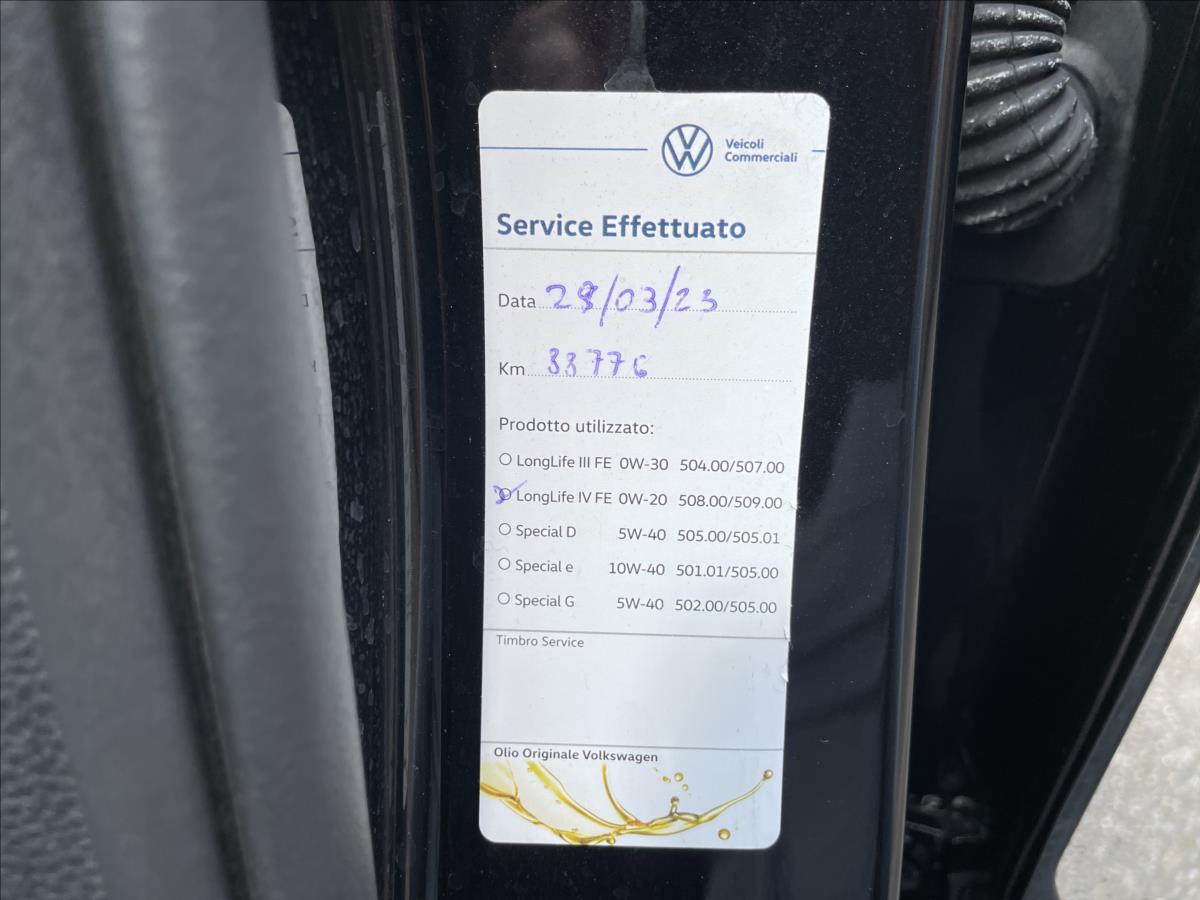 Veicoli
Commerciali
Service Effettuato
Data 28/03/23
Km 33776
Prodotto utilizzato:
LongLife III FE 0W-30 504.00/507.00
LongLife IV FE 0W-20 508.00/509.00
Special D 5W-40 505.00/505.01
Special e 10W-40 501.01/505.00
Special G 5W-40 502.00/505.00
Timbro Service
Olio Originale Volkswagen